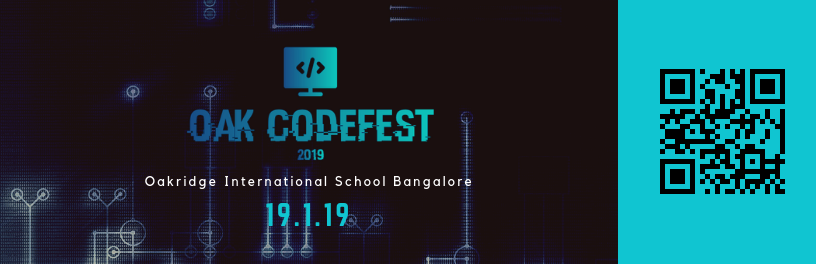 </>
OAK CODEFEST
2019
Oakridge International School Bangalore
19.1.19